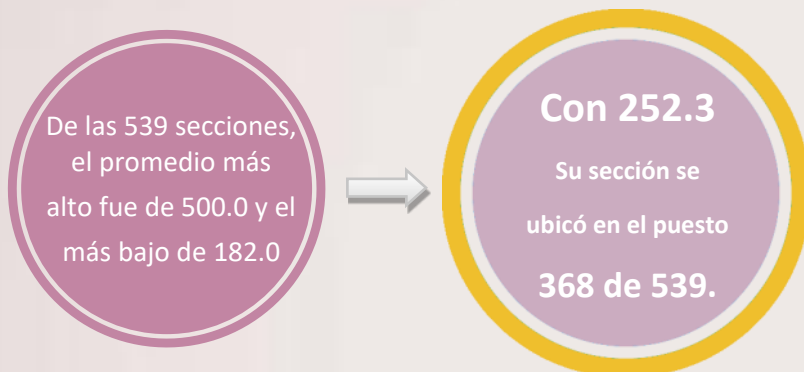 De las 539 secciones,
el promedio más
alto fue de 500.0 y el
más bajo de 182.0
Con 252.3
Su sección se
ubicó en el puesto
368 de 539.